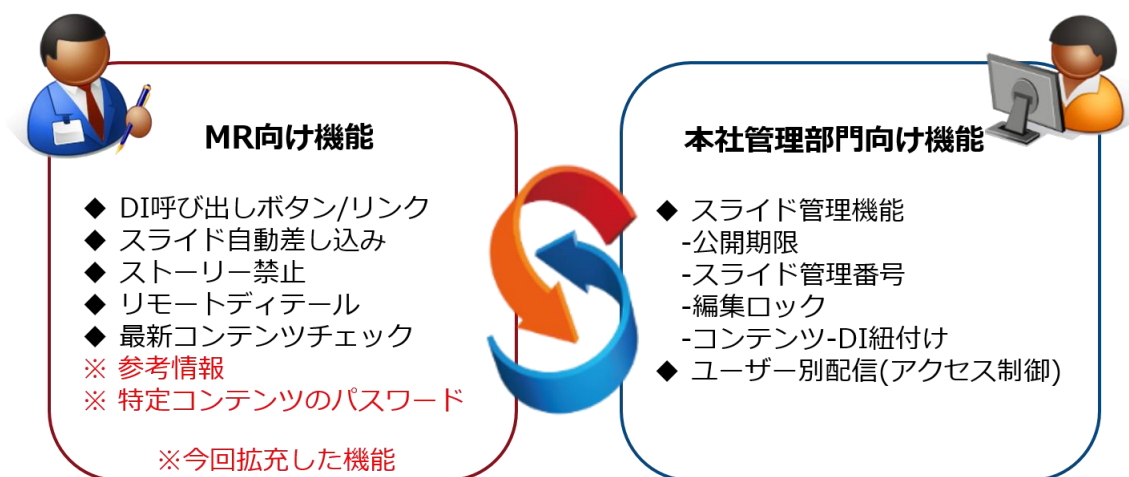 MR向け機能
◆ DI呼び出しボタン/リンク
◆ スライド自動差し込み
◆ ストーリー禁止
◆ リモートディテール
◆ 最新コンテンツチェック
※ 参考情報
※ 特定コンテンツのパスワード
※今回拡充した機能
本社管理部門向け機能
◆ スライド管理機能
-公開期限
-スライド管理番号
-編集ロック
-コンテンツ-DI紐付け
◆ ユーザー別配信(アクセス制御)